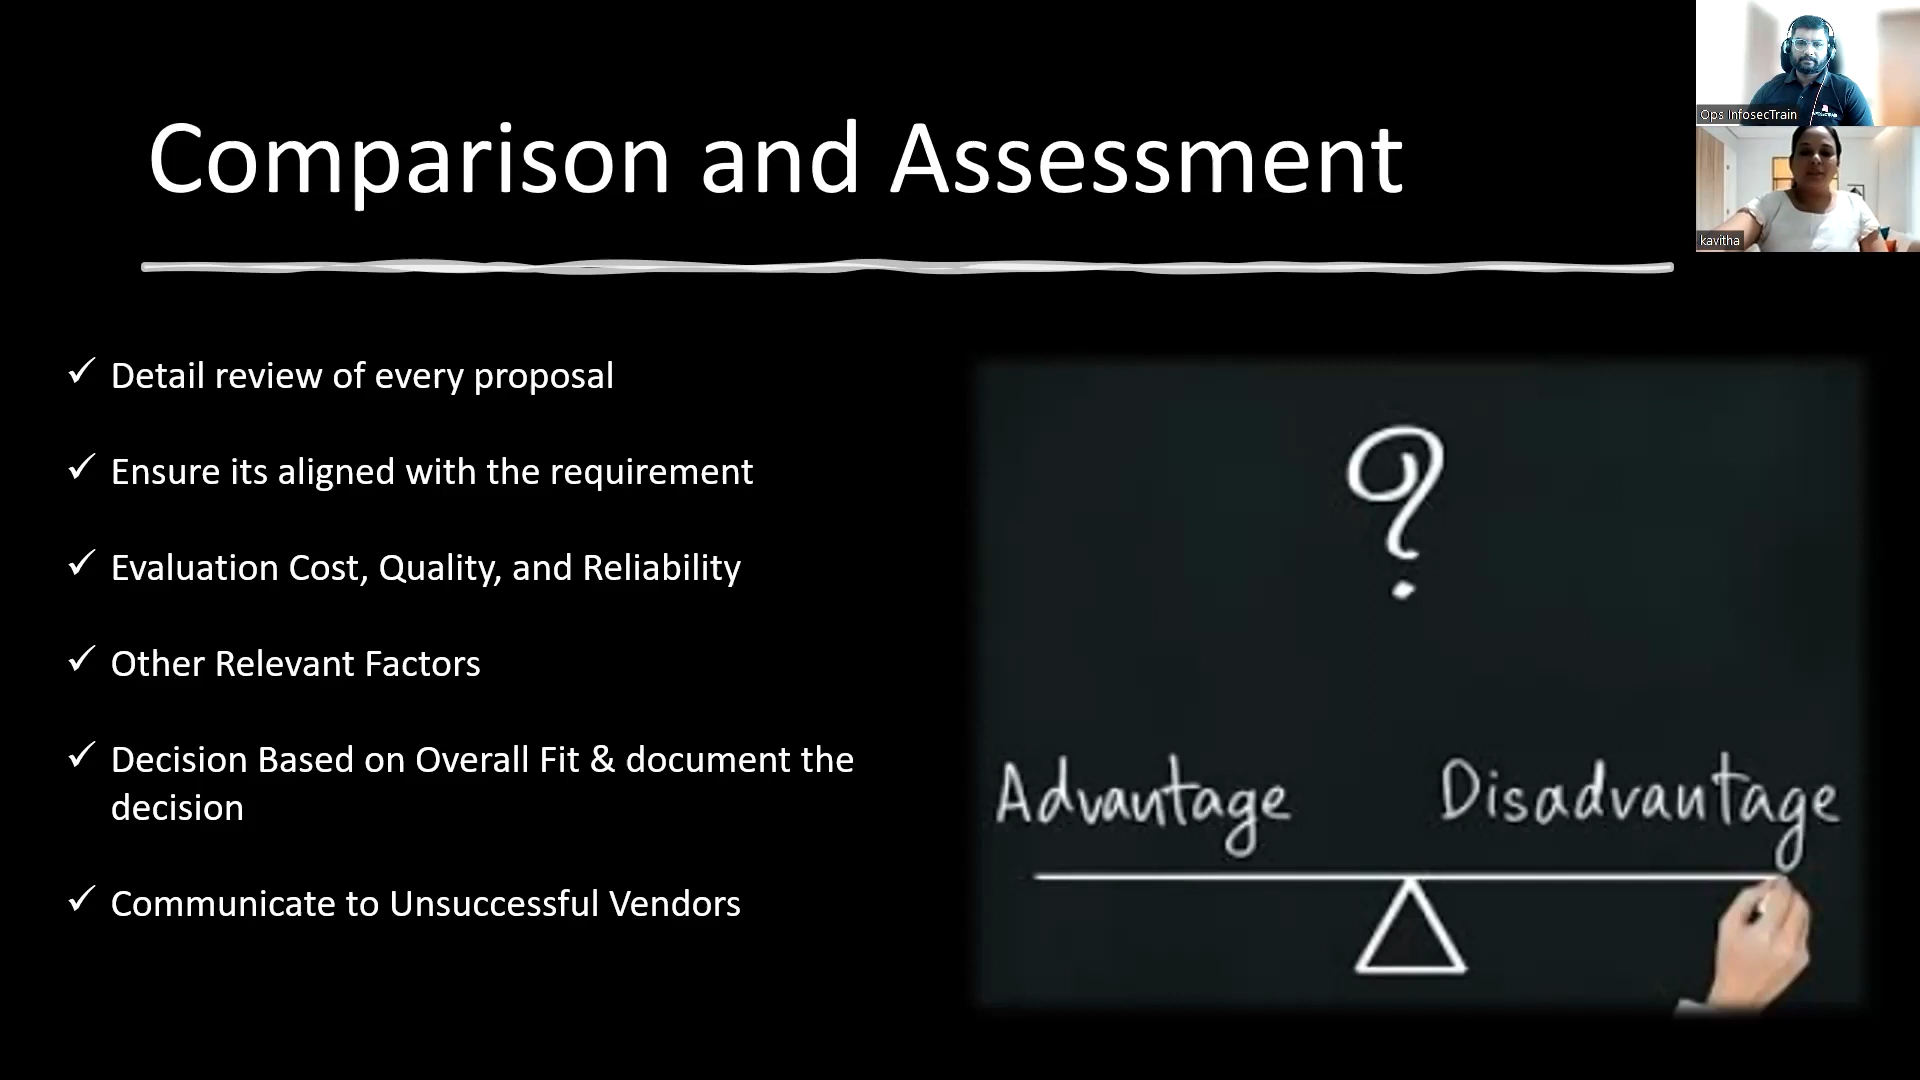 Comparison and Assessment
Ops InfosecTrain
kavitha
✓ Detail review of every proposal
✓ Ensure its aligned with the requirement
✓ Evaluation Cost, Quality, and Reliability
✓ Other Relevant Factors
✓ Decision Based on Overall Fit & document the
decision
✓ Communicate to Unsuccessful Vendors
?
Advantage
Disadvantage